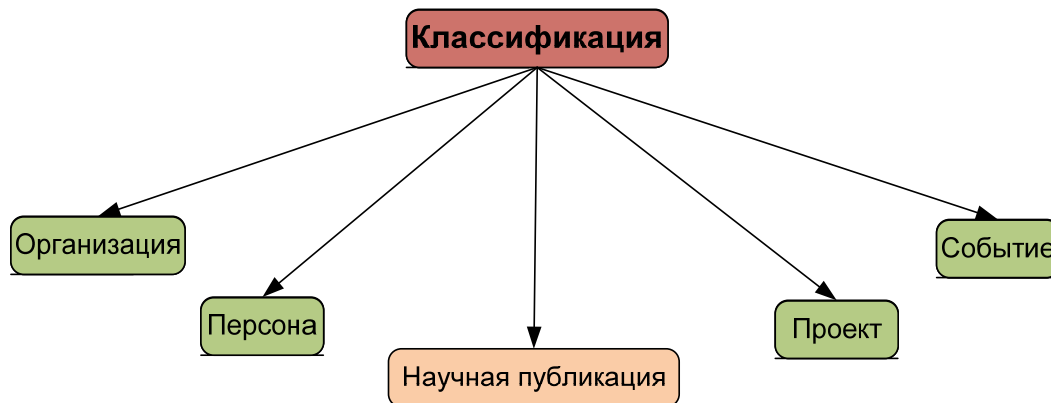 Классификация
Организация
Событие
Персона
Проект
Научная публикация